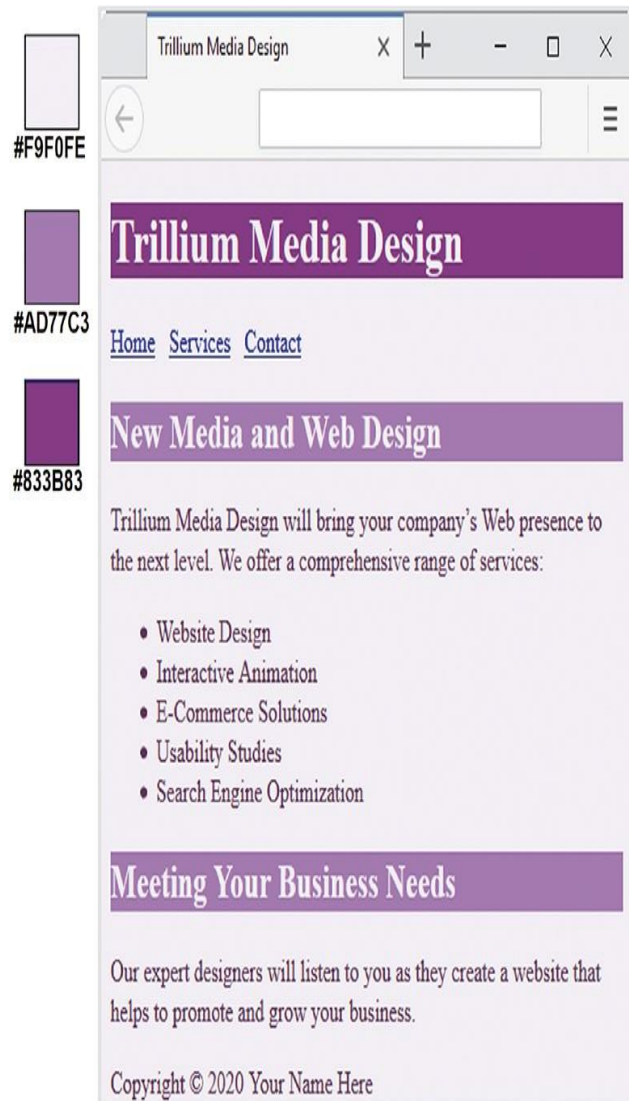 Trillium Media Design
#F9F0FE
#AD77C3
#833B83
Trillium Media Design
Home Services Contact
New Media and Web Design
Trillium Media Design will bring your company’s Web presence to
the next level. We offer a comprehensive range of services:
• Website Design
• Interactive Animation
• E-Commerce Solutions
• Usability Studies
• Search Engine Optimization
Meeting Your Business Needs
Our expert designers will listen to you as they create a website that
helps to promote and grow your business.
Copyright © 2020 Your Name Here